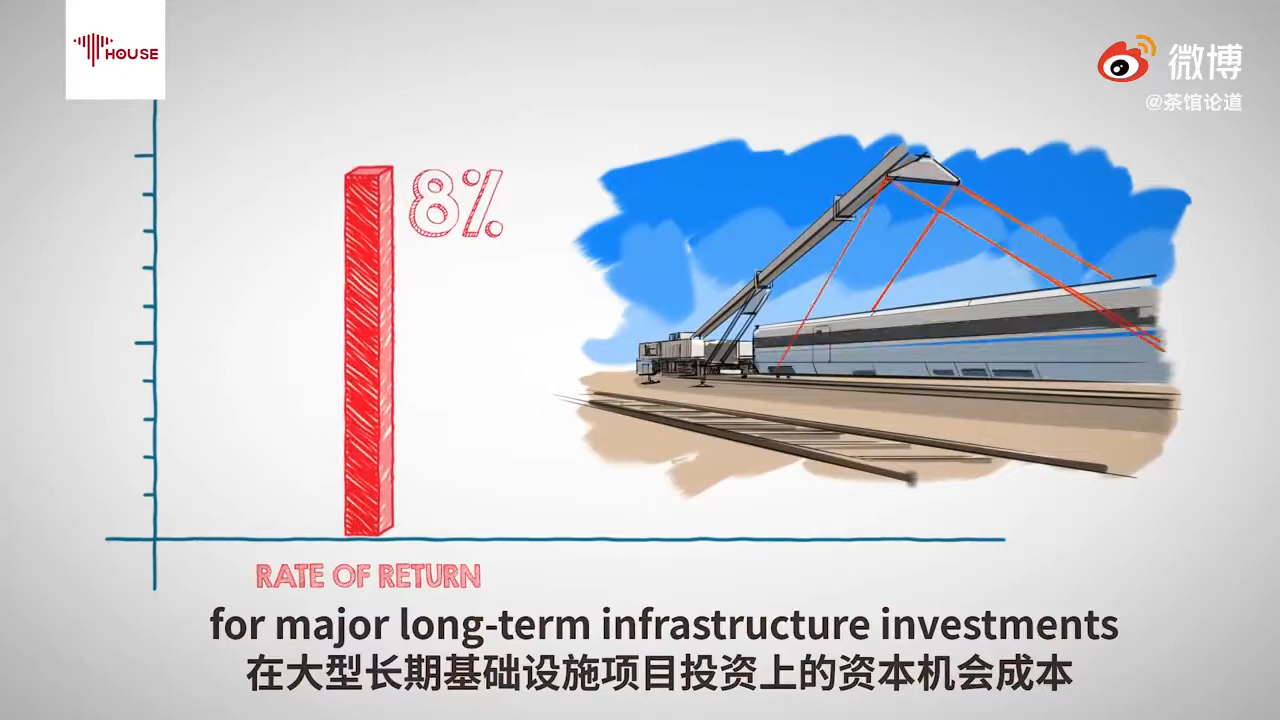 HOUSE
微博
@茶馆论道
8%
RATE OF RETURN
for major long-term infrastructure investments
在大型长期基础设施项目投资上的资本机会成本